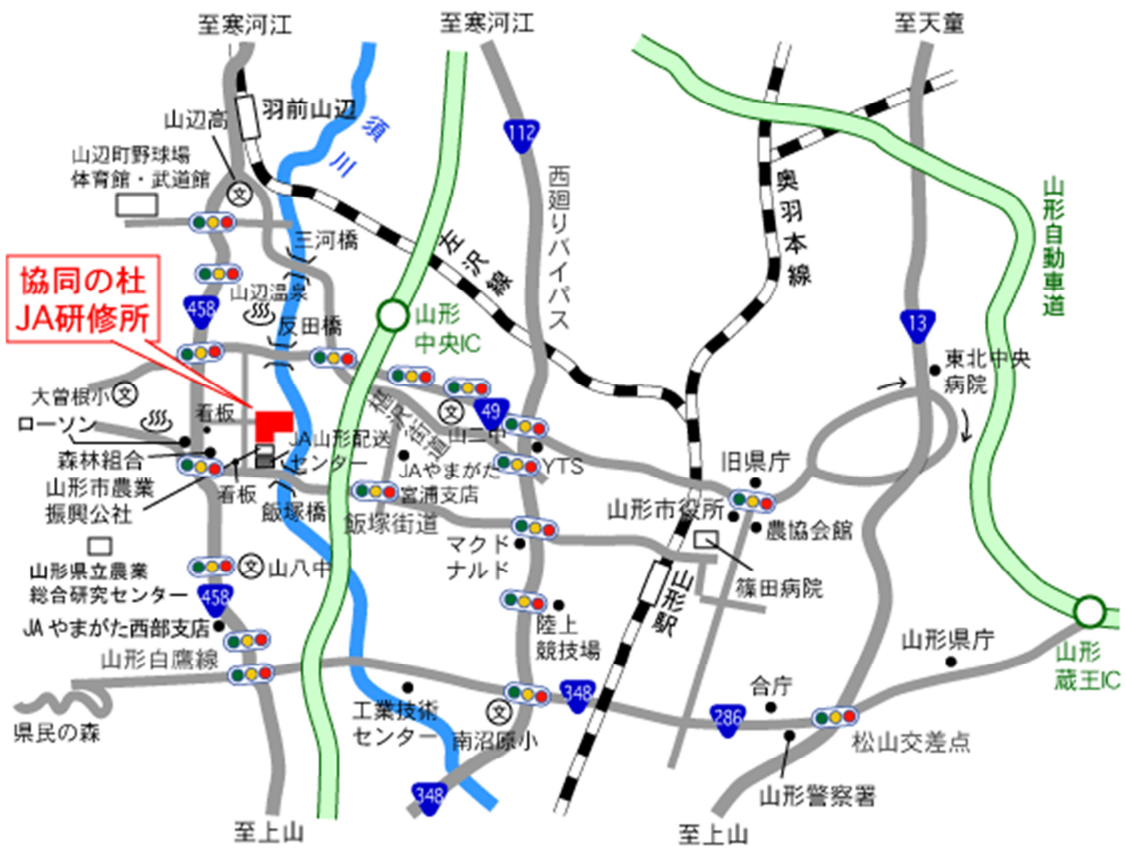 至寒河江
至寒河江
至天童
羽前山辺
山辺高
須川
112
山辺町野球場
体育館・武道館
西廻りバイパス
奥羽本線
山形自動車道
三河橋
左沢線
協同の杜
JA研修所
山辺温泉
458
反田橋
山形
中央IC
13
東北中央
病院
大曽根小
文
文
看板
ローソン
49
山二中
文
JA山形配送
センター
森林組合
YTS
旧県庁
JAやまがた
宮浦支店
山形市農業
振興公社
看板
飯塚橋
飯塚街道
山形市役所
農協会館
マクド
ナルド
山形県立農業
総合研究センター
文
山八中
篠田病院
山形駅
458
JAやまがた西部支店
陸上
競技場
山形県庁
山形
蔵王IC
山形白鷹線
348
合庁
286
県民の森
工業技術
センター
文
南沼原小
松山交差点
348
山形警察署
至上山
至上山